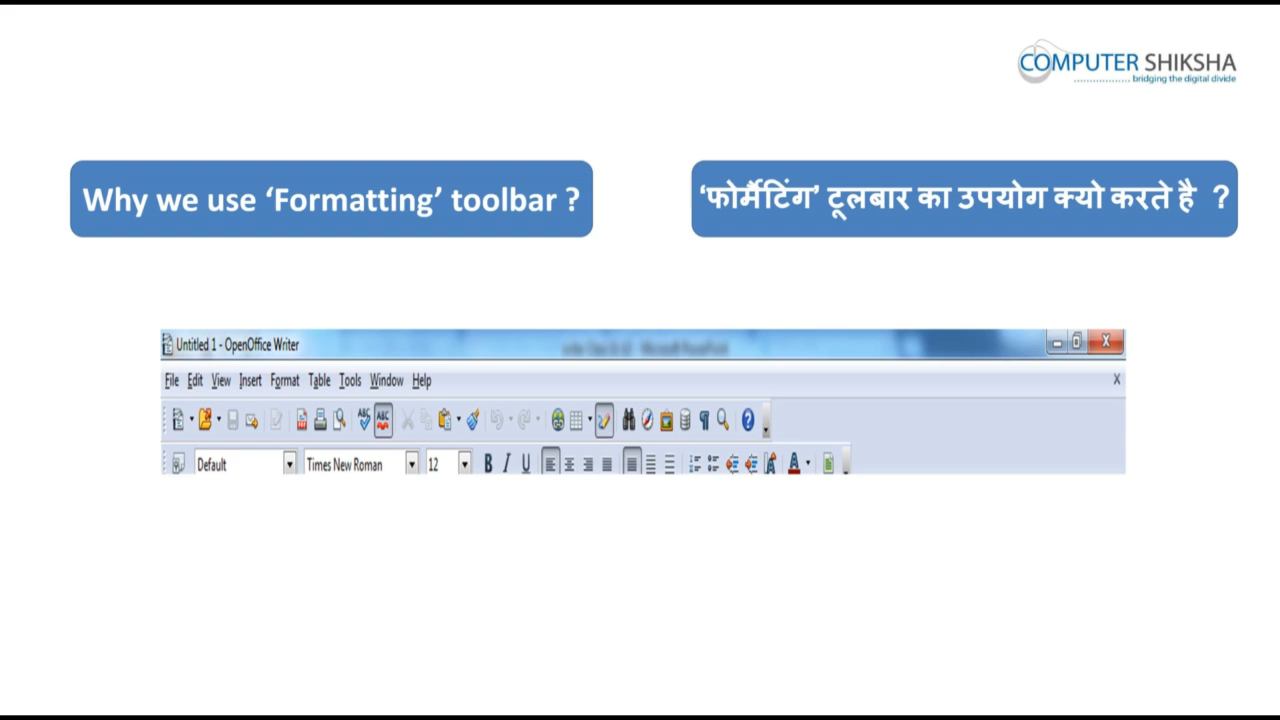 COMPUTER SHIKSHA
bridging the digital divide
Why we use ‘Formatting’ toolbar ?
‘फोर्मैटिंग’ टूलबार का उपयोग क्यो करते है ?
Untitled 1 - OpenOffice Writer
File Edit View Insert Format Table Tools Window Help
Default Times New Roman 12 B I U